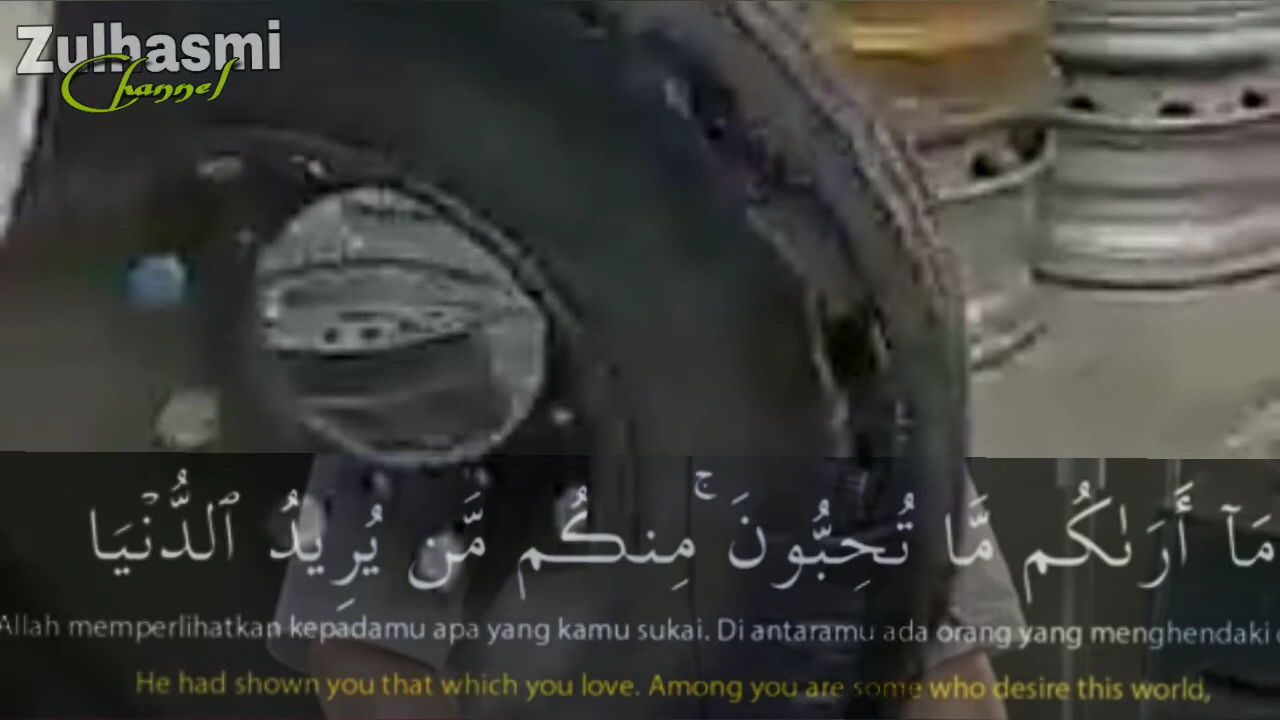 Zulhasmi
Channel
مَآ أَرَىٰكُم مَّا تُحِبُّونَ ۚ مِنكُم مَّن يُرِيدُ ٱلدُّنْيَا
Allah memperlihatkan kepadamu apa yang kamu sukai. Di antaramu ada orang yang menghendaki
He had shown you that which you love. Among you are some who desire this world,